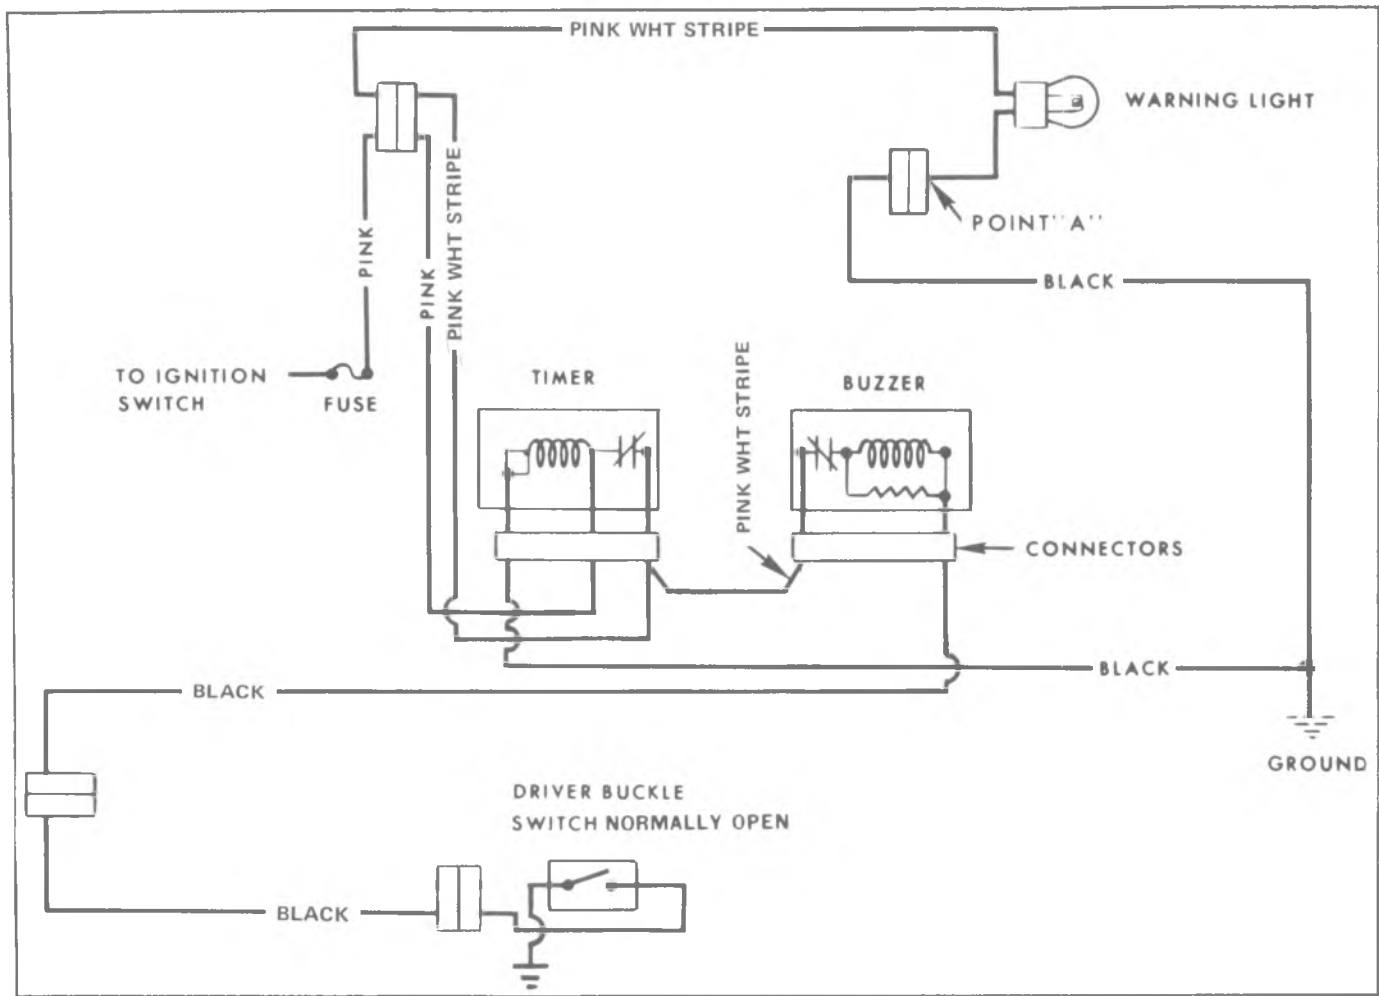 PINK WHT STRIPE
WARNING LIGHT
POINT "A"
PINK
PINK
PINK WHT STRIPE
BLACK
TO IGNITION
SWITCH
FUSE
TIMER
PINK WHT STRIPE
BUZZER
CONNECTORS
BLACK
BLACK
GROUND
DRIVER BUCKLE
SWITCH NORMALLY OPEN
BLACK